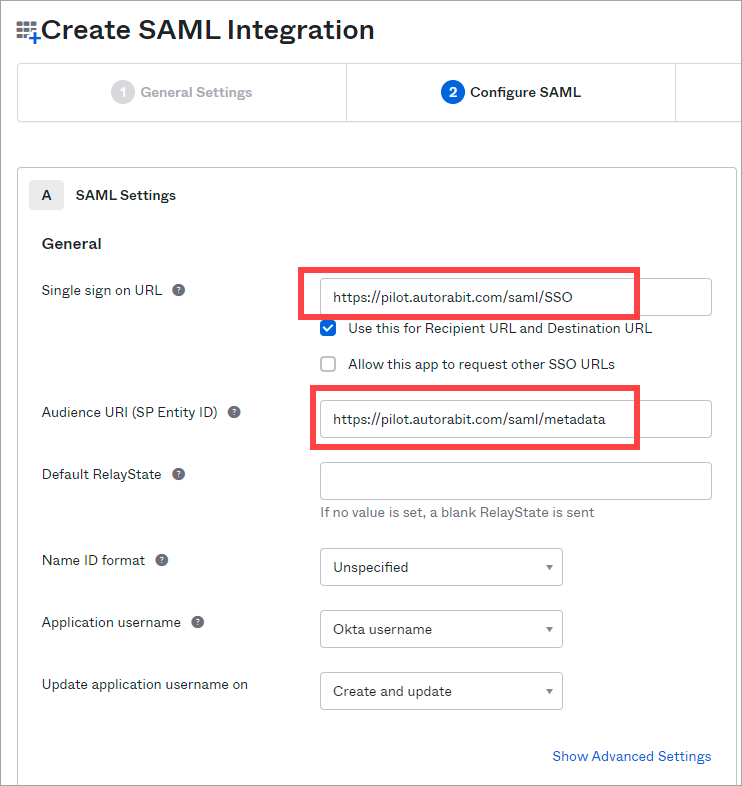 Create SAML Integration
1 General Settings
2 Configure SAML
A SAML Settings
General
Single sign on URL ?
https://pilot.autorabit.com/saml/SSO
Use this for Recipient URL and Destination URL
Allow this app to request other SSO URLs
Audience URI (SP Entity ID) ?
https://pilot.autorabit.com/saml/metadata
Default RelayState ?
If no value is set, a blank RelayState is sent
Name ID format ?
Unspecified
Application username ?
Okta username
Update application username on
Create and update
Show Advanced Settings